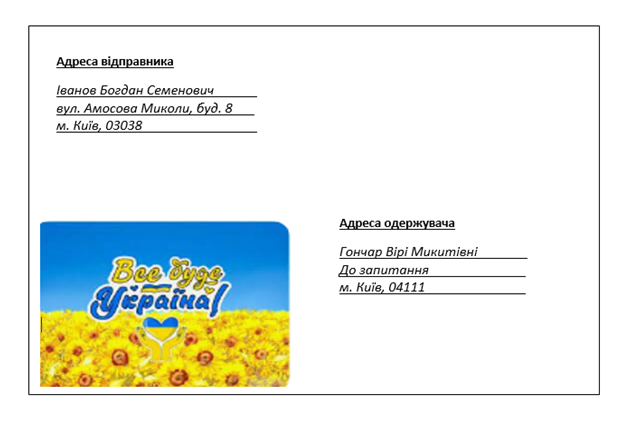 Адреса відправника
Іванов Богдан Семенович
вул. Амосова Миколи, буд. 8
м. Київ, 03038
Адреса одержувача
Гончар Вірі Микитівні
До запитання
м. Київ, 04111
Все буде
Україна!